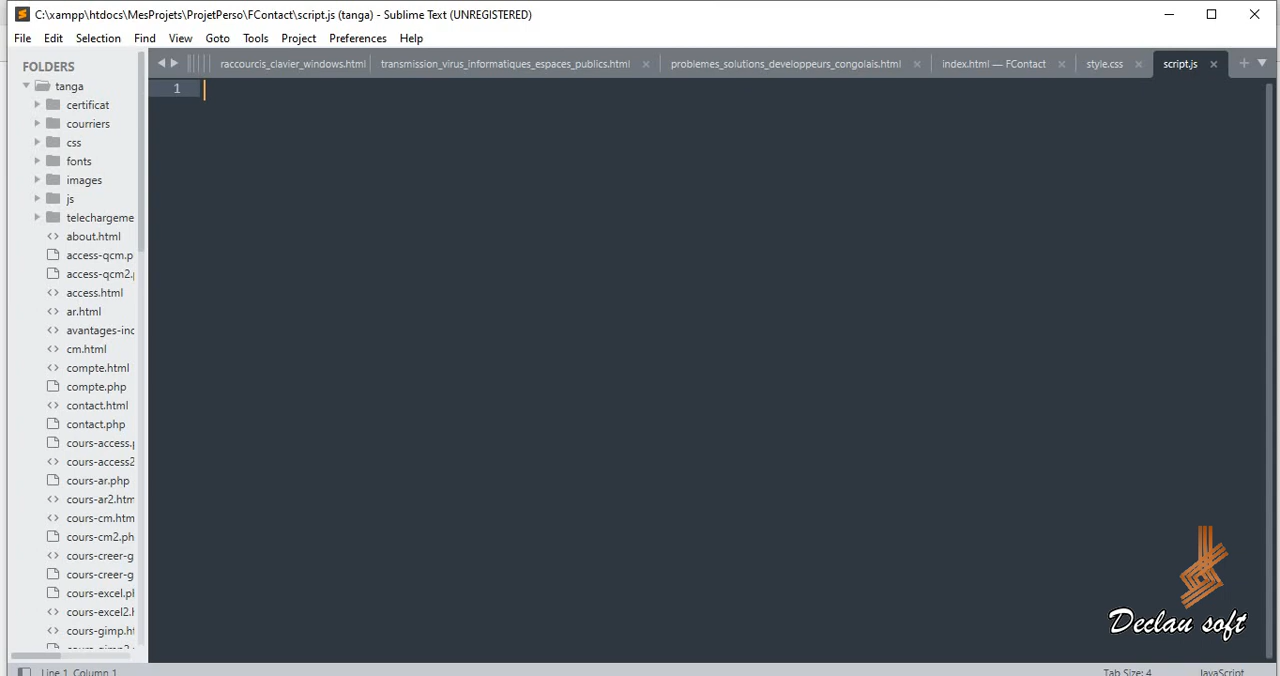 C:\xampp\htdocs\MesProjets\ProjetPerso\FContact\script.js (tanga) - Sublime Text (UNREGISTERED)
File Edit Selection Find View Goto Tools Project Preferences Help
FOLDERS
raccourcis_clavier_windows.html transmission_virus_informatiques_espaces_publics.html problemes_solutions_developpeurs_congolais.html index.html — FContact style.css script.js
tanga
1
certificat
courriers
css
fonts
images
js
telechargeme
about.html
access-qcm.p
access-qcm2.
access.html
ar.html
avantages-inc
cm.html
compte.html
compte.php
contact.html
contact.php
cours-access.
cours-access2
cours-ar.php
cours-ar2.htm
cours-cm.htm
cours-cm2.ph
cours-creer-g
cours-creer-g
cours-excel.ph
cours-excel2.h
cours-gimp.ht
Declau soft
Line 1, Column 1 Tab Size: 4 JavaScript